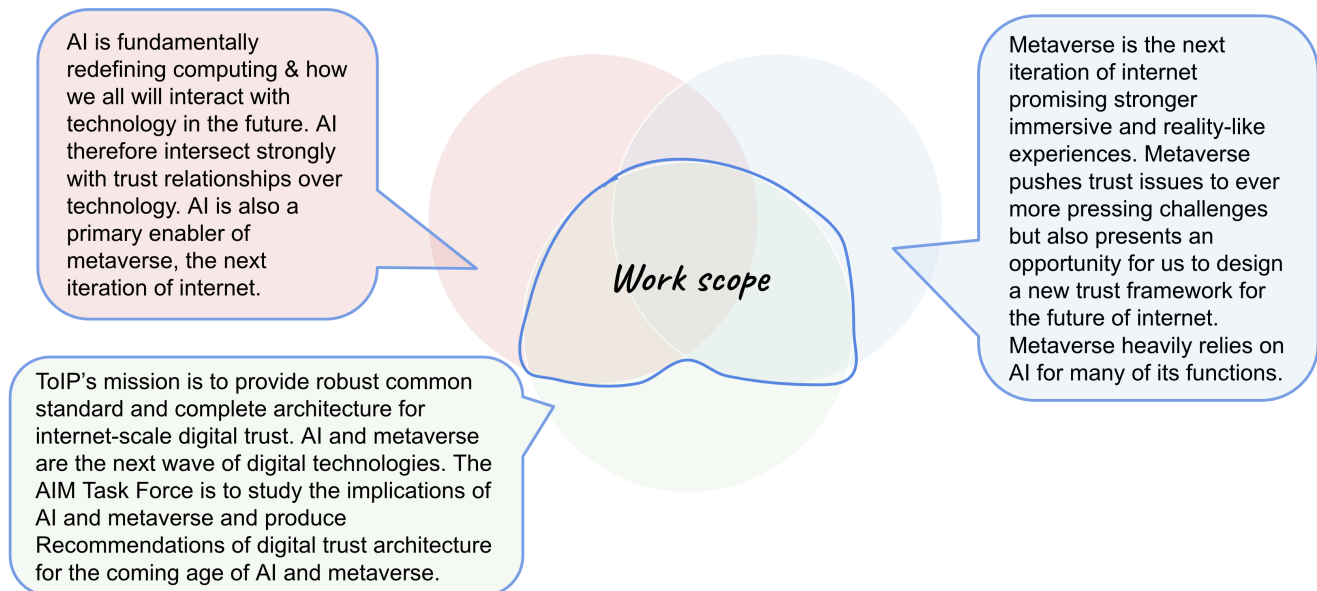 AI is fundamentally
redefining computing & how
we all will interact with
technology in the future. AI
therefore intersect strongly
with trust relationships over
technology. AI is also a
primary enabler of
metaverse, the next
iteration of internet.
Metaverse is the next
iteration of internet
promising stronger
immersive and reality-like
experiences. Metaverse
pushes trust issues to ever
more pressing challenges
but also presents an
opportunity for us to design
a new trust framework for
the future of internet.
Metaverse heavily relies on
AI for many of its functions.
Work scope
ToIP’s mission is to provide robust common
standard and complete architecture for
internet-scale digital trust. AI and metaverse
are the next wave of digital technologies. The
AIM Task Force is to study the implications of
AI and metaverse and produce
Recommendations of digital trust architecture
for the coming age of AI and metaverse.